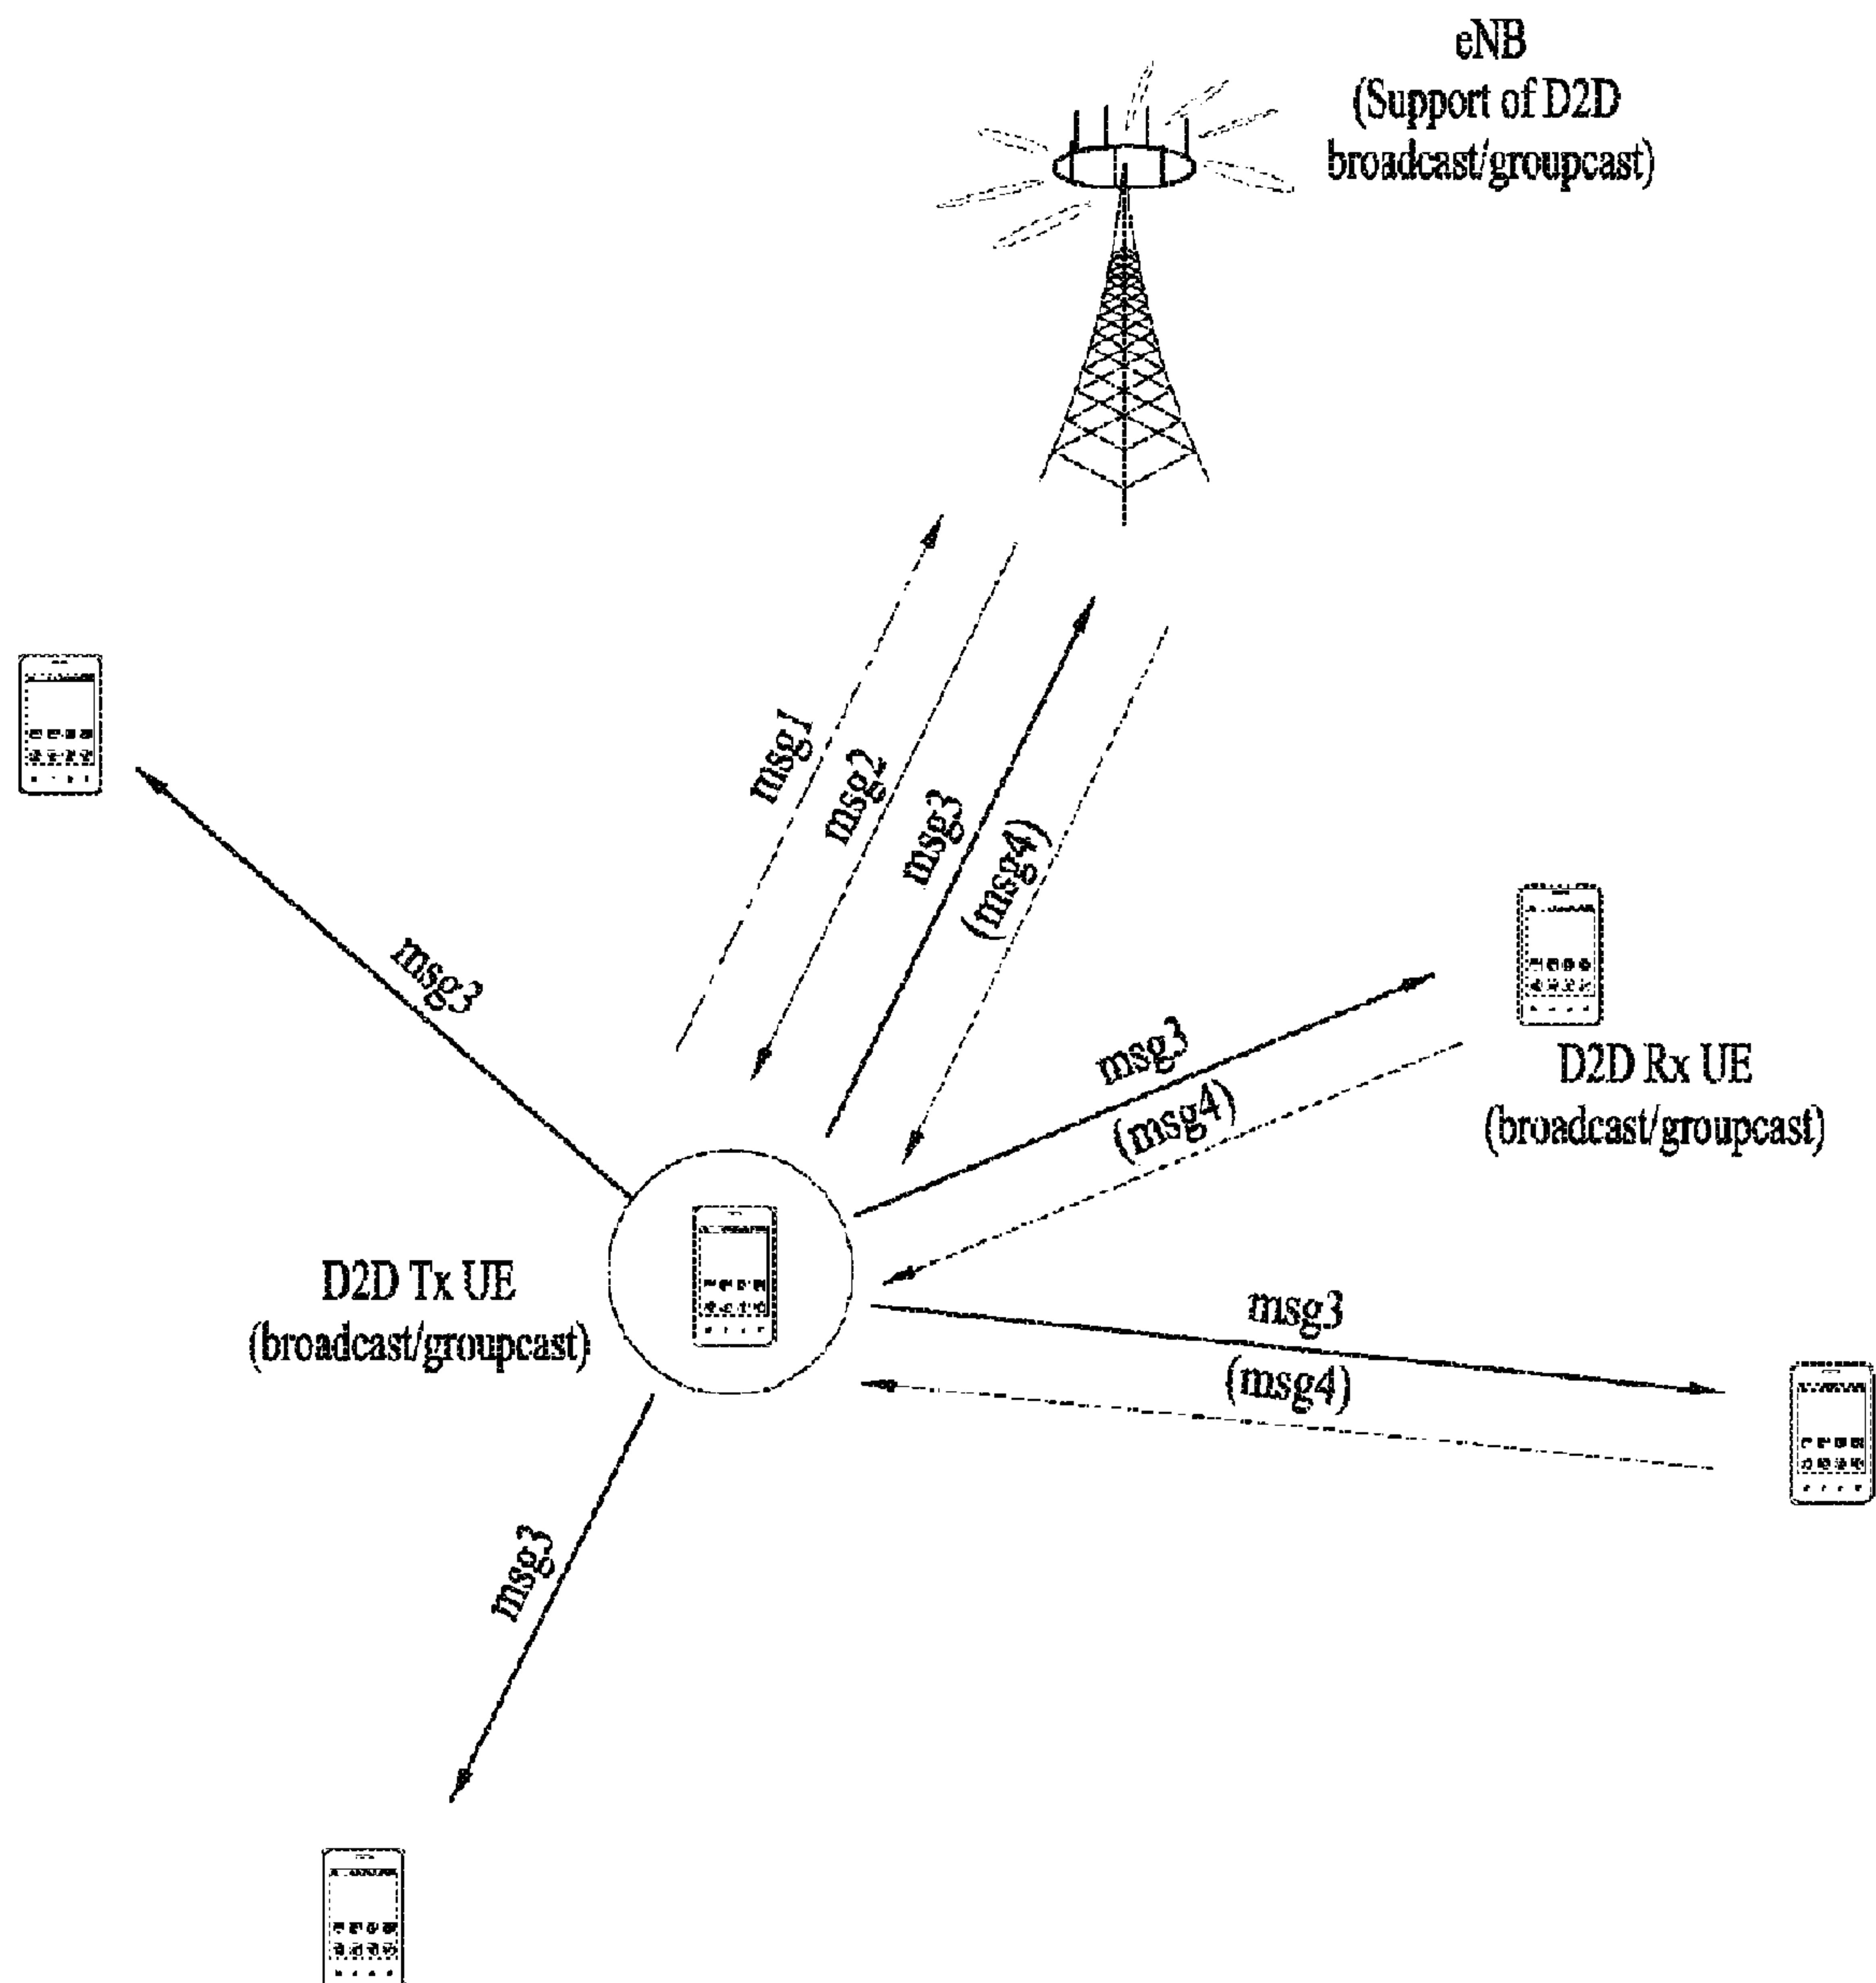 eNB
(Support of D2D
broadcast/groupcast)
msg1
msg2
msg3
(msg4)
msg3
msg3
(msg4)
D2D Rx UE
(broadcast/groupcast)
D2D Tx UE
(broadcast/groupcast)
msg3
(msg4)
msg3